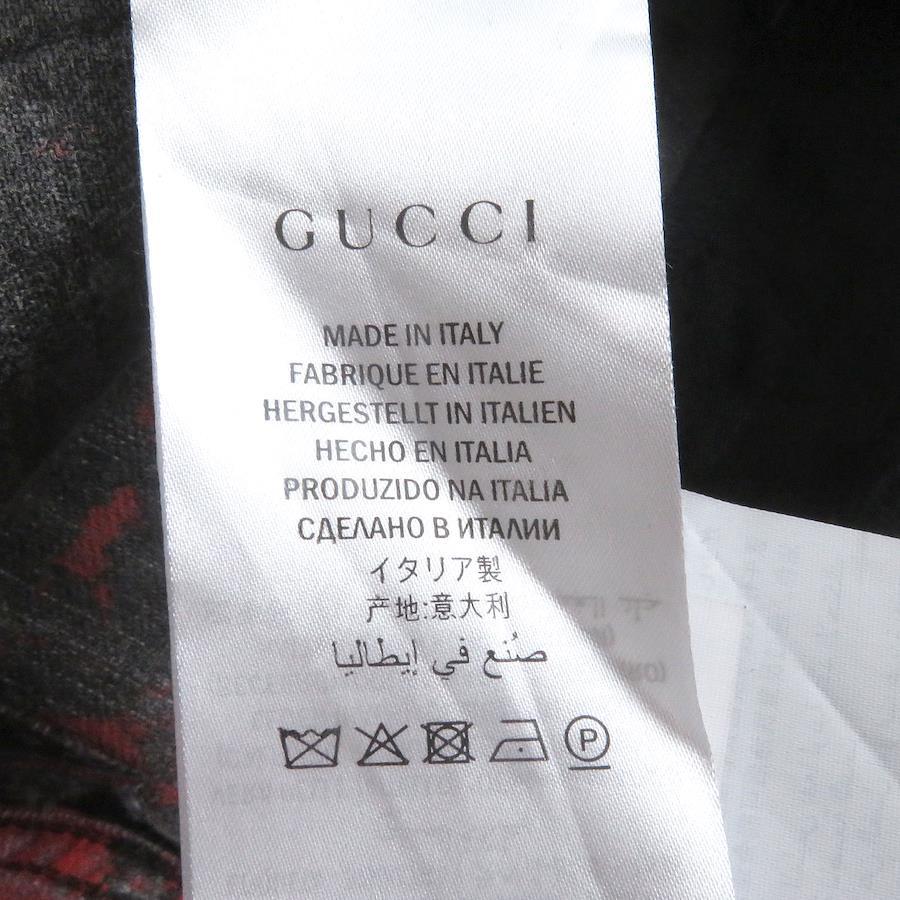 GUCCI
MADE IN ITALY
FABRIQUE EN ITALIE
HERGESTELLT IN ITALIEN
HECHO EN ITALIA
PRODUZIDO NA ITALIA
СДЕЛАНО В ИТАЛИИ
イタリア製
产地:意大利
صُنع في إيطاليا
P